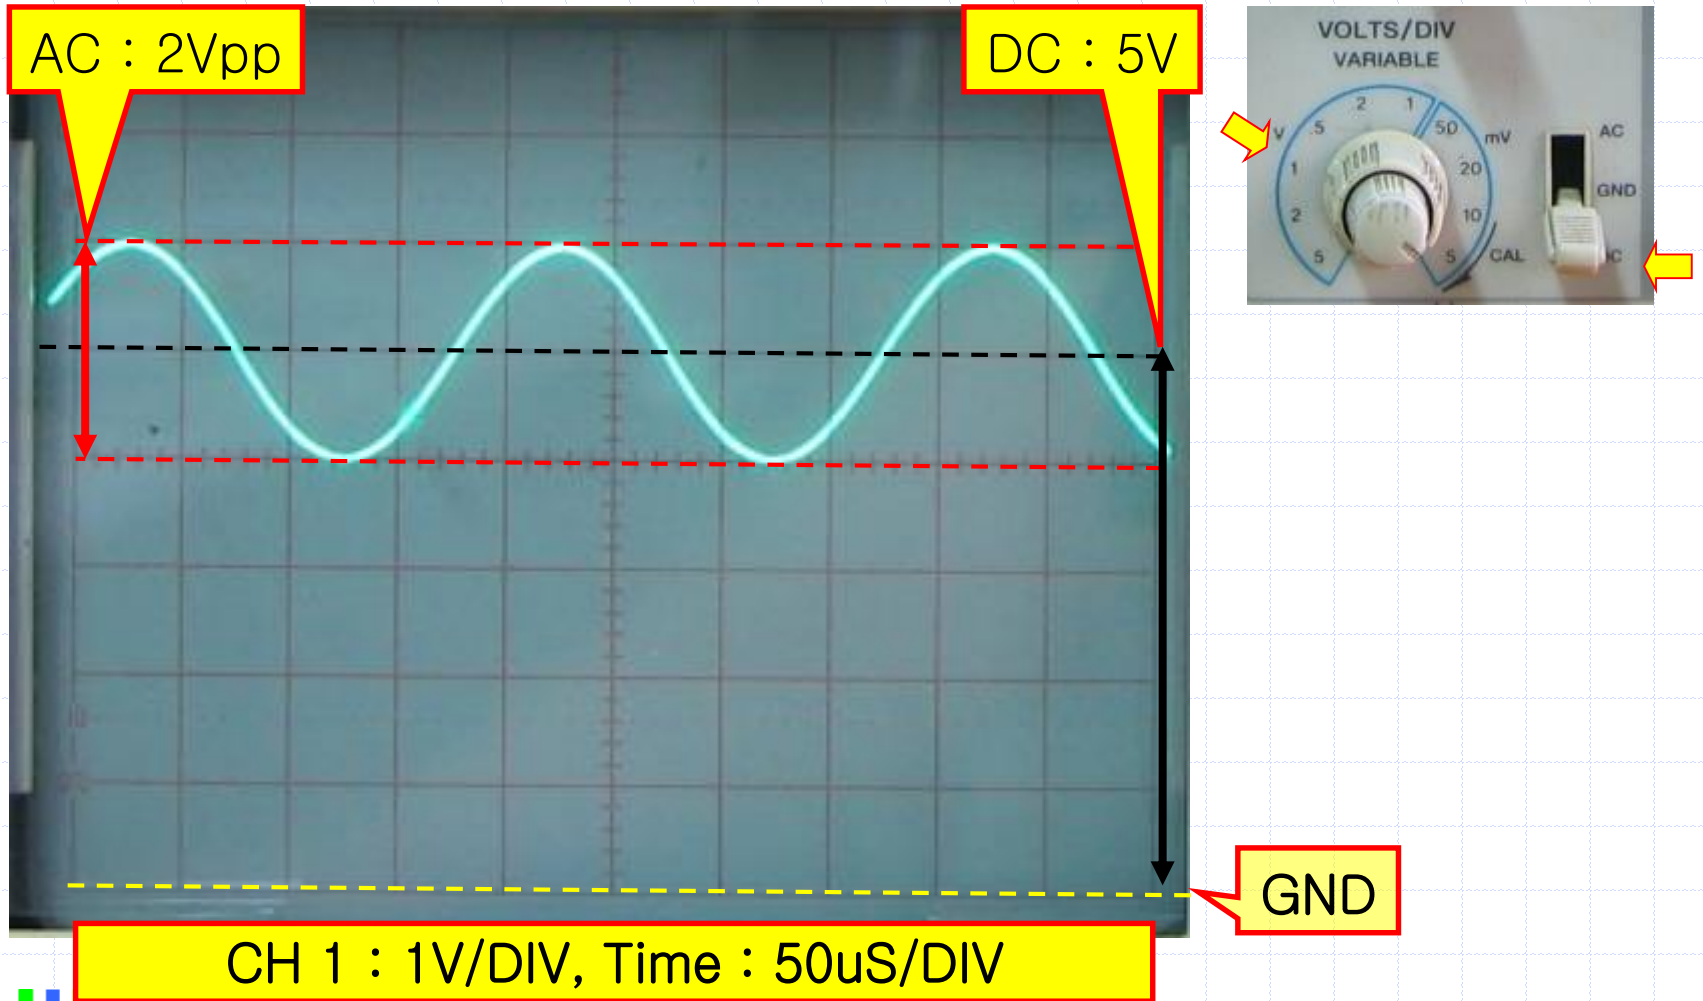 AC : 2Vpp
DC : 5V
VOLTS/DIV
VARIABLE
V
.5
.2
.1
50
mV
1
20
2
10
5
5
CAL
AC
GND
GND
CH 1 : 1V/DIV, Time : 50uS/DIV